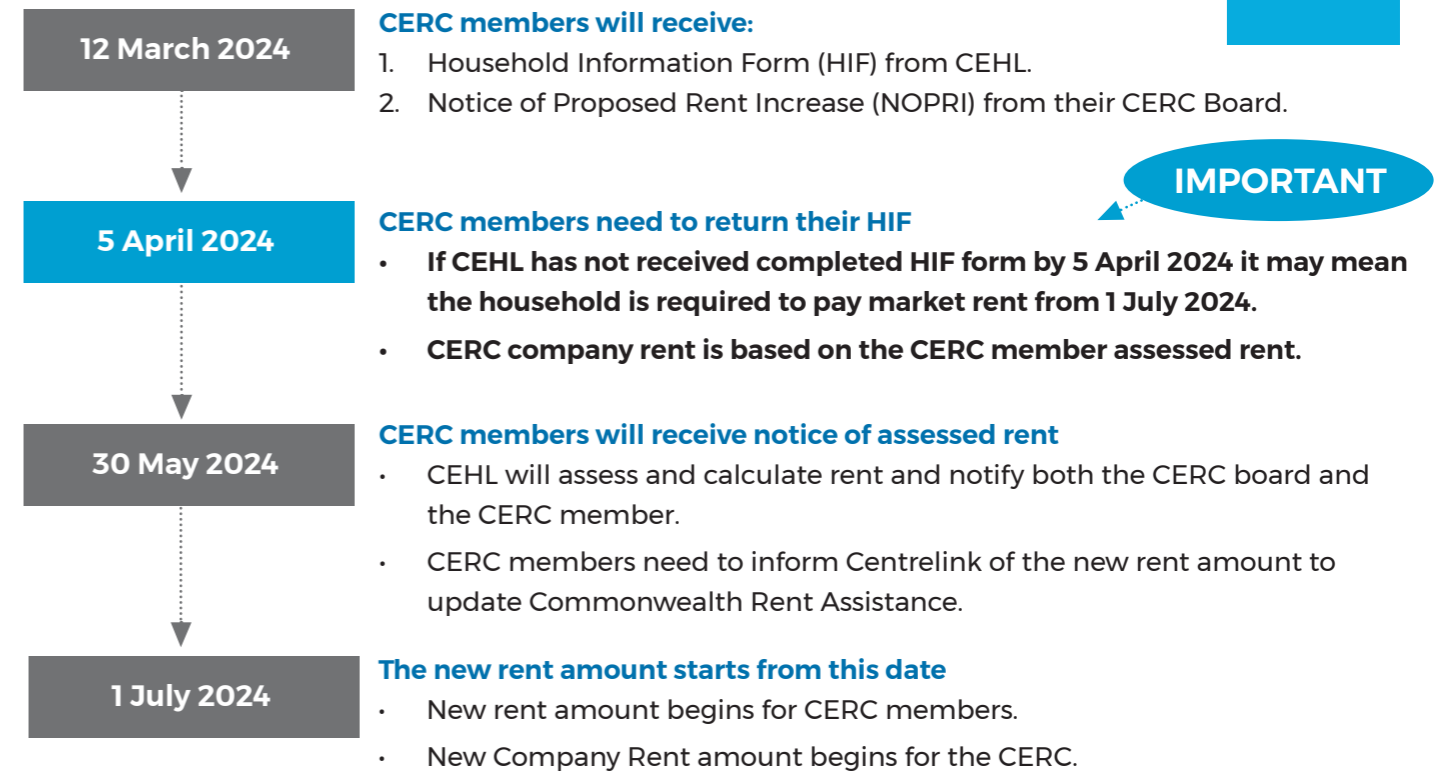 12 March 2024
CERC members will receive:
1. Household Information Form (HIF) from CEHL.
2. Notice of Proposed Rent Increase (NOPRI) from their CERC Board.
IMPORTANT
5 April 2024
CERC members need to return their HIF
• If CEHL has not received completed HIF form by 5 April 2024 it may mean
the household is required to pay market rent from 1 July 2024.
• CERC company rent is based on the CERC member assessed rent.
30 May 2024
CERC members will receive notice of assessed rent
• CEHL will assess and calculate rent and notify both the CERC board and
the CERC member.
• CERC members need to inform Centrelink of the new rent amount to
update Commonwealth Rent Assistance.
1 July 2024
The new rent amount starts from this date
• New rent amount begins for CERC members.
• New Company Rent amount begins for the CERC.